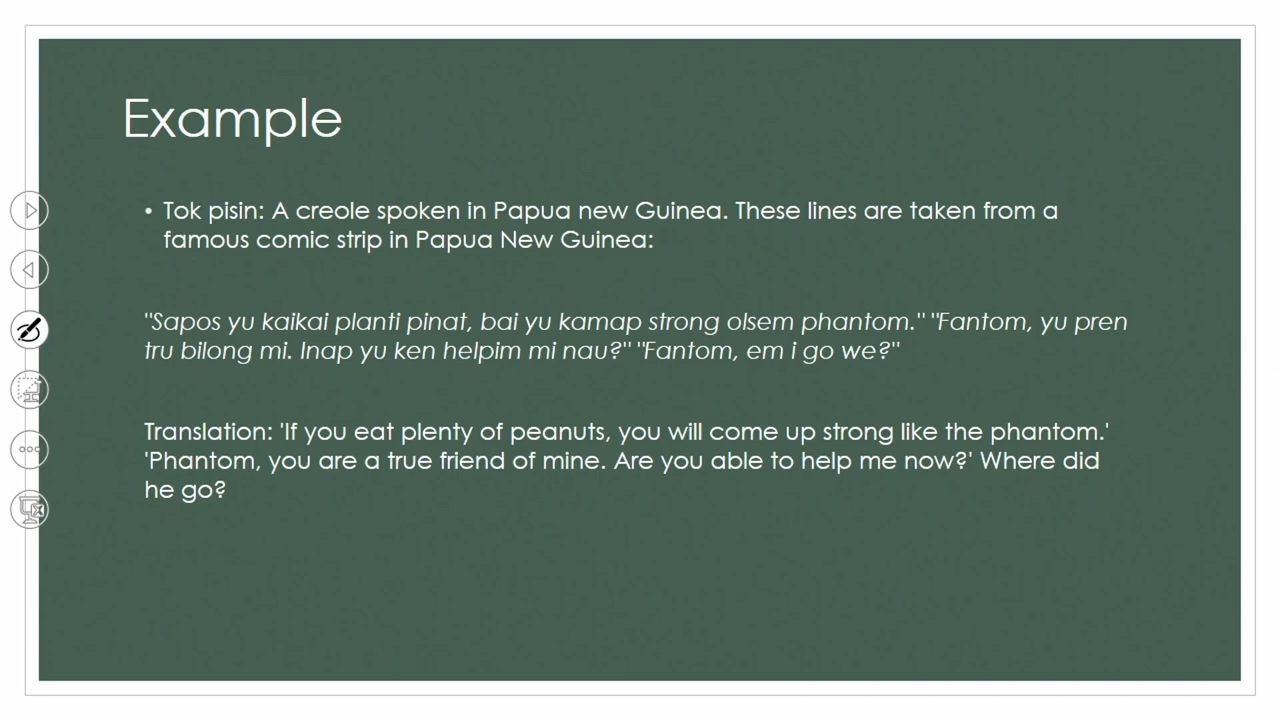 Example
• Tok pisin: A creole spoken in Papua new Guinea. These lines are taken from a
famous comic strip in Papua New Guinea:
"Sapos yu kaikai planti pinat, bai yu kamap strong olsem phantom." "Fantom, yu pren
tru bilong mi. Inap yu ken helpim mi nau?" "Fantom, em i go we?"
Translation: 'If you eat plenty of peanuts, you will come up strong like the phantom.'
'Phantom, you are a true friend of mine. Are you able to help me now?' Where did
he go?